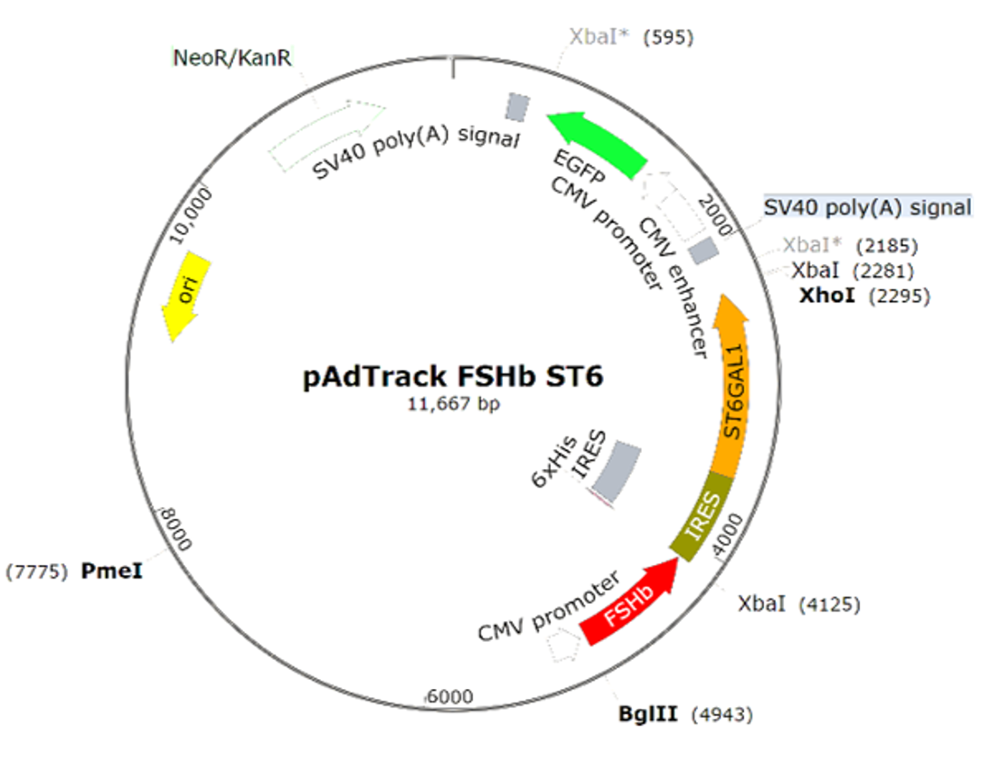 XbaI* (595)
NeoR/KanR
SV40 poly(A) signal
EGFP
CMV promoter
CMV enhancer
2000
SV40 poly(A) signal
XbaI* (2185)
XbaI (2281)
XhoI (2295)
10,000
ori
pAdTrack FSHb ST6
11,667 bp
ST6GAL1
6xHis
IRES
IRES
4000
8000
(7775) PmeI
CMV promoter
FSHb
XbaI (4125)
6000
BglII (4943)